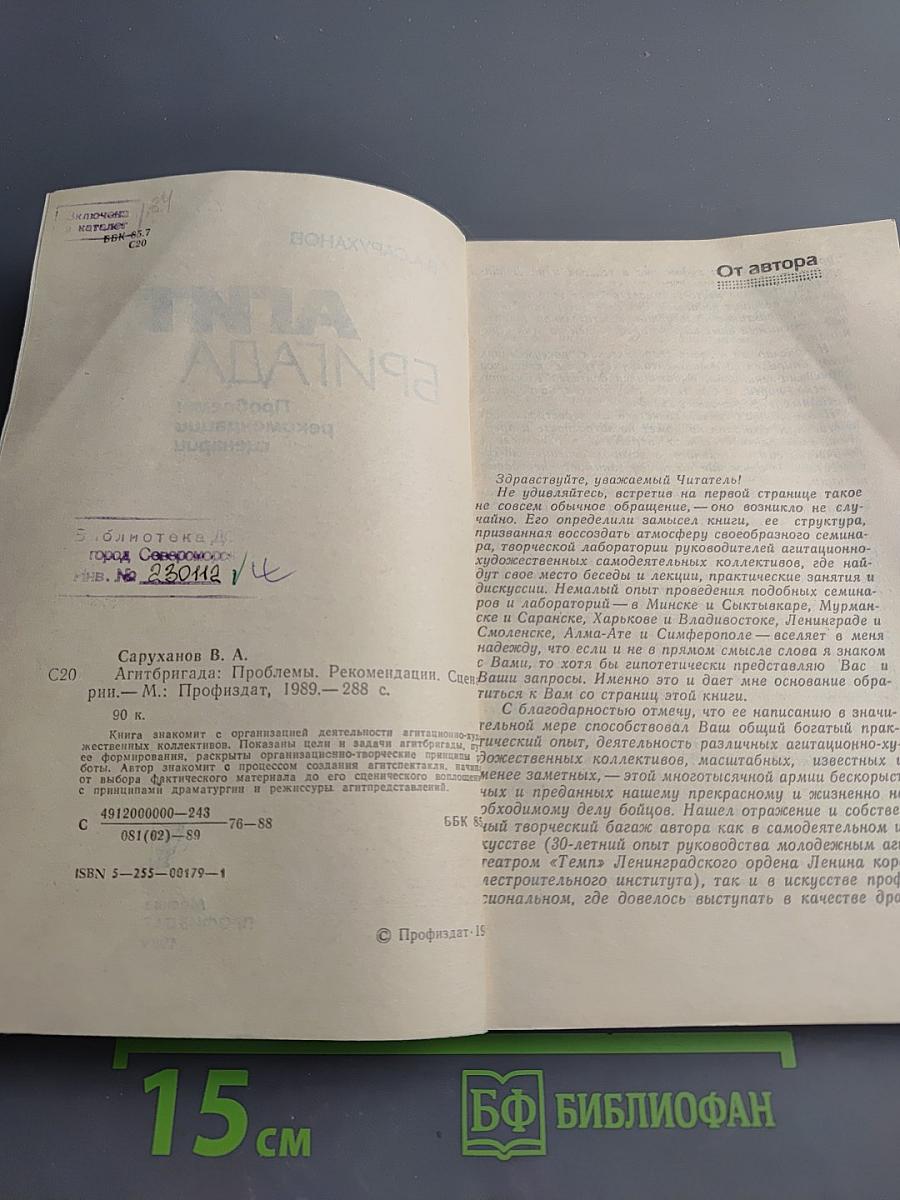 Включено
в каталог
ББК 85.7
С20
Библиотека
город Североморск
Инв. № 230112
Саруханов В. А.
С20 Агитбригада: Проблемы. Рекомендации. Сцен
рии.— М.: Профиздат, 1989.— 288 с.
90 к.
Книга знакомит с организацией деятельности агитационно-ху
жественных коллективов. Показаны цели и задачи агитбригады,
ее формирования, раскрыты организационно-творческие принципы
боты. Автор знакомит с процессом создания агитспектакля, начи
от выбора фактического материала до его сценического воплощен
с принципами драматургии и режиссуры агитпредставлений.
С 4912000000—243
081(02)—89 76—88
ББК 85
ISBN 5—255—00179—1
© Профиздат · 19
От автора
Здравствуйте, уважаемый Читатель!
Не удивляйтесь, встретив на первой странице такое
не совсем обычное обращение,— оно возникло не слу-
чайно. Его определили замысел книги, ее структура,
призванная воссоздать атмосферу своеобразного семина-
ра, творческой лаборатории руководителей агитационно-
художественных самодеятельных коллективов, где най-
дут свое место беседы и лекции, практические занятия и
дискуссии. Немалый опыт проведения подобных семина-
ров и лабораторий — в Минске и Сыктывкаре, Мурман-
ске и Саранске, Харькове и Владивостоке, Ленинграде и
Смоленске, Алма-Ате и Симферополе — вселяет в меня
надежду, что если и не в прямом смысле слова я знаком
с Вами, то хотя бы гипотетически представляю Вас и
Ваши запросы. Именно это и дает мне основание обра-
титься к Вам со страниц этой книги.
С благодарностью отмечу, что ее написанию в значи-
тельной мере способствовал Ваш общий богатый прак-
тический опыт, деятельность различных агитационно-ху-
дожественных коллективов, масштабных, известных и
менее заметных,— этой многотысячной армии бескорыст
ных и преданных нашему прекрасному и жизненно не
обходимому делу бойцов. Нашел отражение и собстве
ный творческий багаж автора как в самодеятельном и
кусстве (30-летний опыт руководства молодежным аги
театром «Темп» Ленинградского ордена Ленина кор
лестроительного института), так и в искусстве проф
сиональном, где довелось выступать в качестве дра
15 см
БФ БИБЛИОФАН